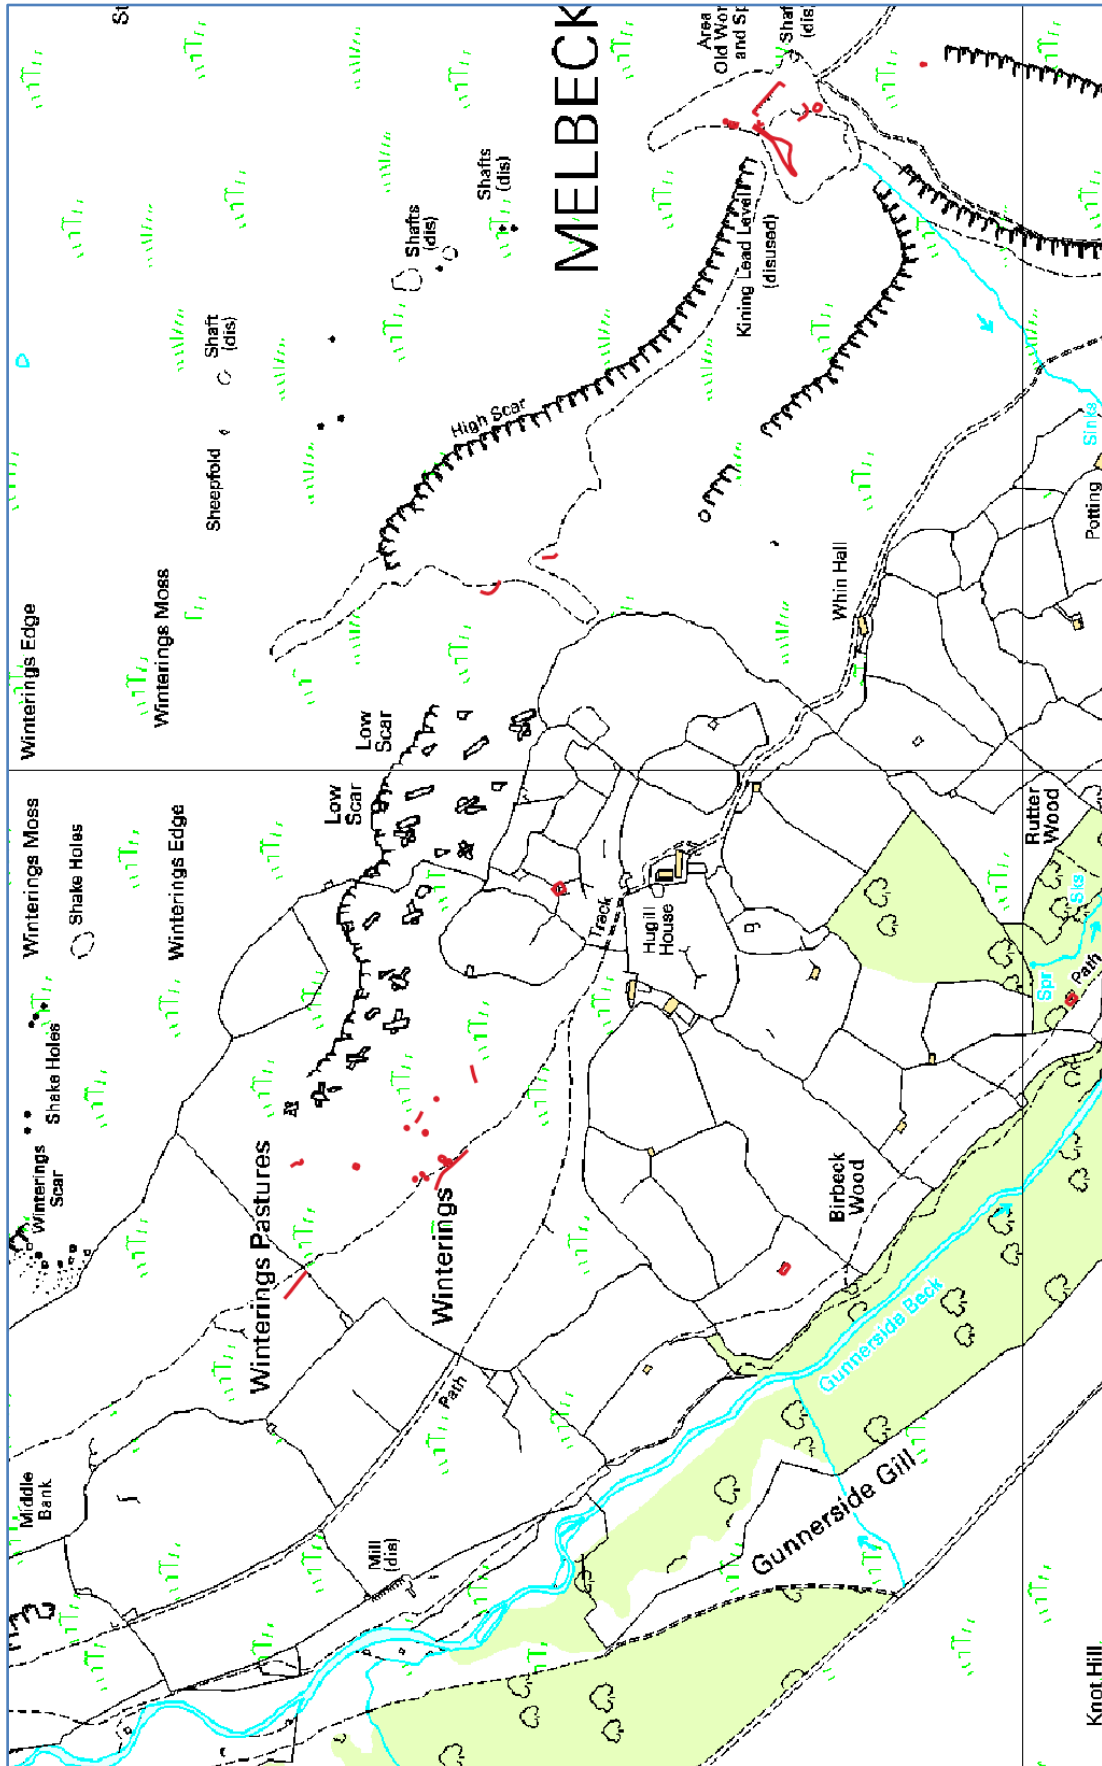 St
MELBECK
Area
Old Wor
and Sp
Shaf
(dis)
Shafts
(dis)
Shafts
(dis)
Shaft
(dis)
Sheepfold
High Scar
Kining Lead Level
(disused)
Sinks
Potting
Whin Hall
Winterings Edge
Winterings Moss
Low
Scar
Low
Scar
Winterings Moss
Shake Holes
Winterings Edge
Shake Holes
Winterings
Scar
Track
Hugill
House
Rutter
Wood
Spr
Sks
Path
Winterings Pastures
Winterings
Birbeck
Wood
Gunnerside Beck
Path
Middle
Bank
Mill
(dis)
Gunnerside Gill
Knot Hill